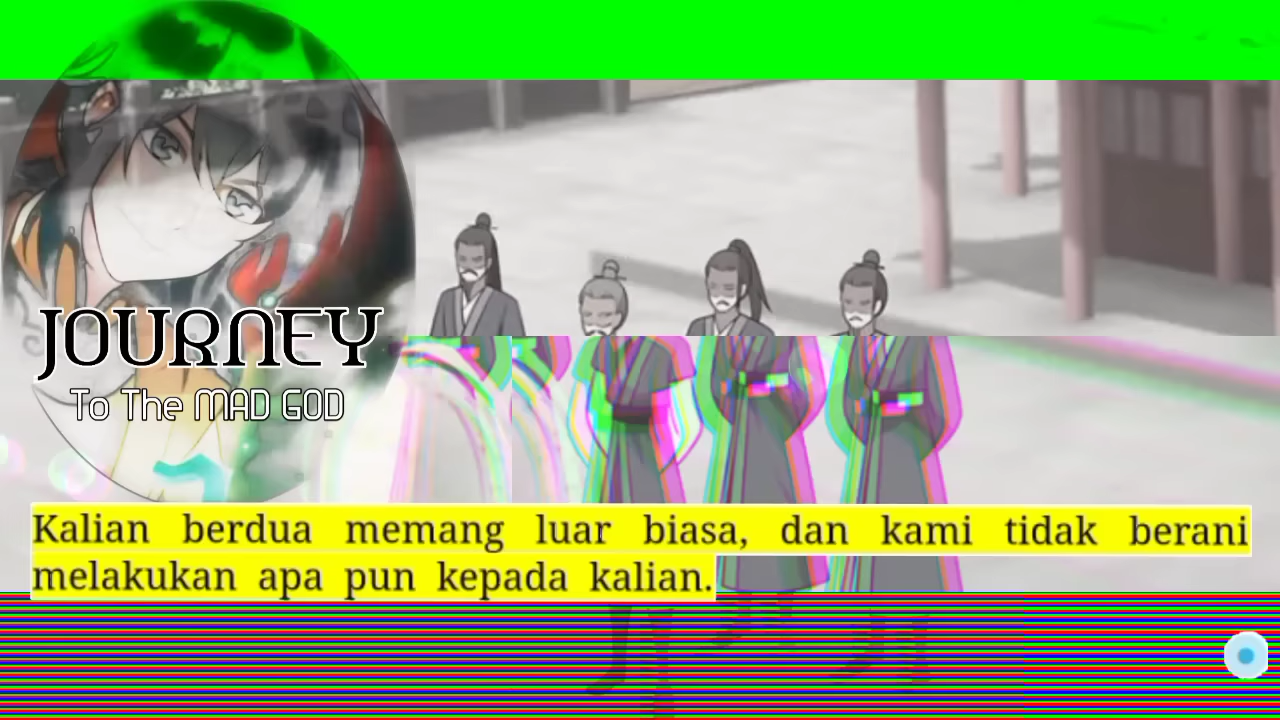 JOURNEY
To The MAD GOD
Kalian berdua memang luar biasa, dan kami tidak berani
melakukan apa pun kepada kalian.